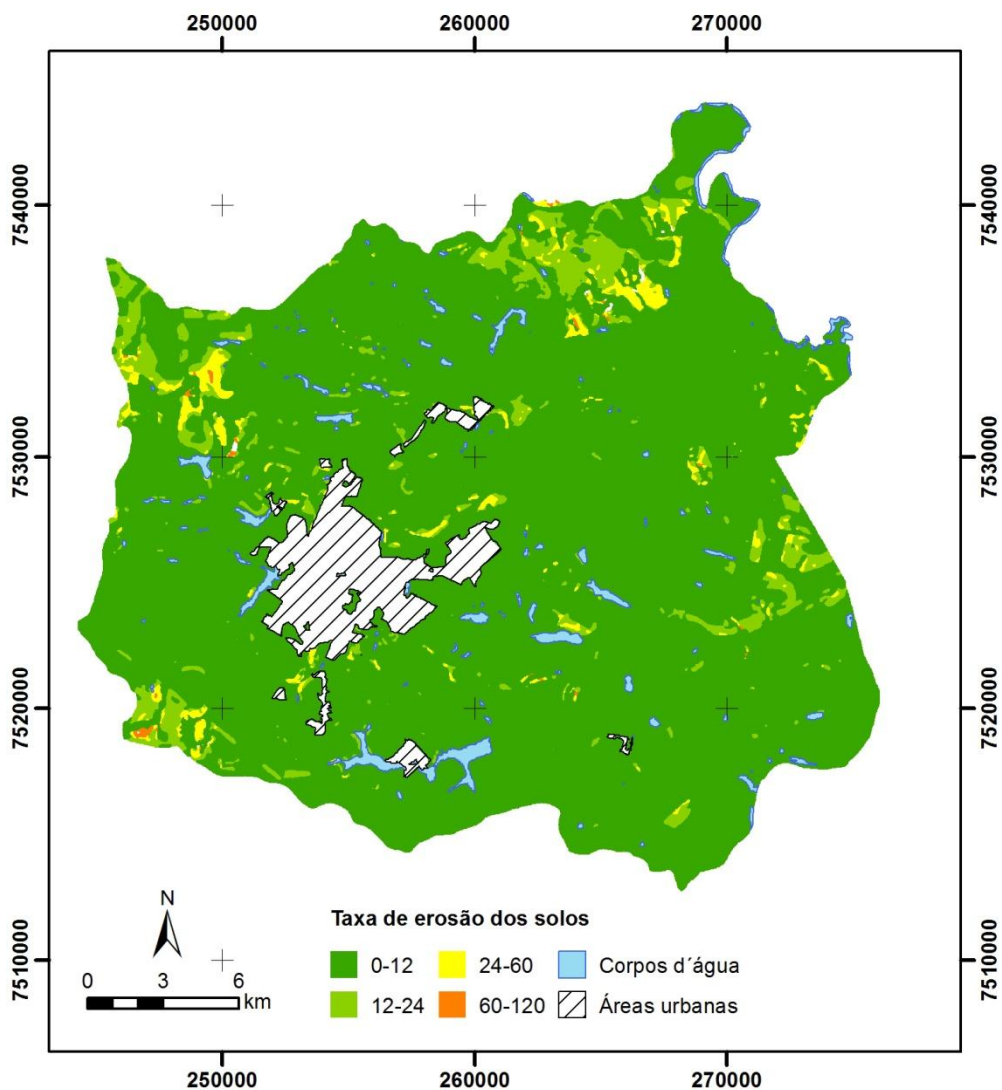 250000 260000 270000
7540000 7540000
7530000 7530000
7520000 7520000
7510000 7510000
N
0 3 6
km
Taxa de erosão dos solos
0-12 24-60 Corpos d´água
12-24 60-120 Áreas urbanas
250000 260000 270000